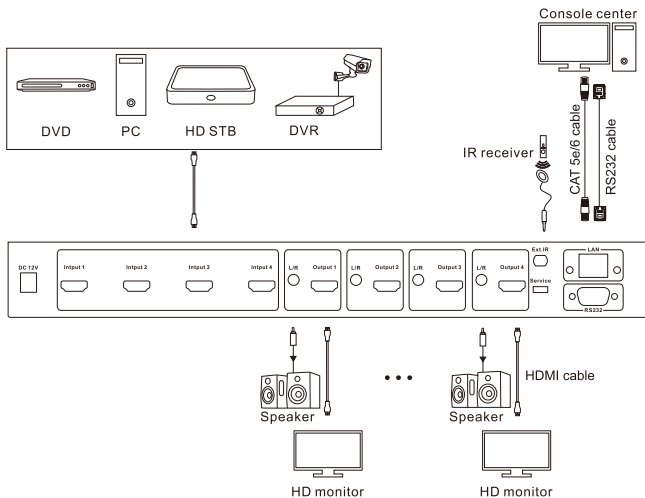 Console center
DVD
PC
HD STB
DVR
IR receiver
CAT 5e/6 cable
RS232 cable
DC 12V
Intput 1
Intput 2
Intput 3
Intput 4
L/R
Output 1
L/R
Output 2
L/R
Output 3
L/R
Output 4
Ext.IR
Service
LAN
RS232
HDMI cable
Speaker
Speaker
HD monitor
HD monitor